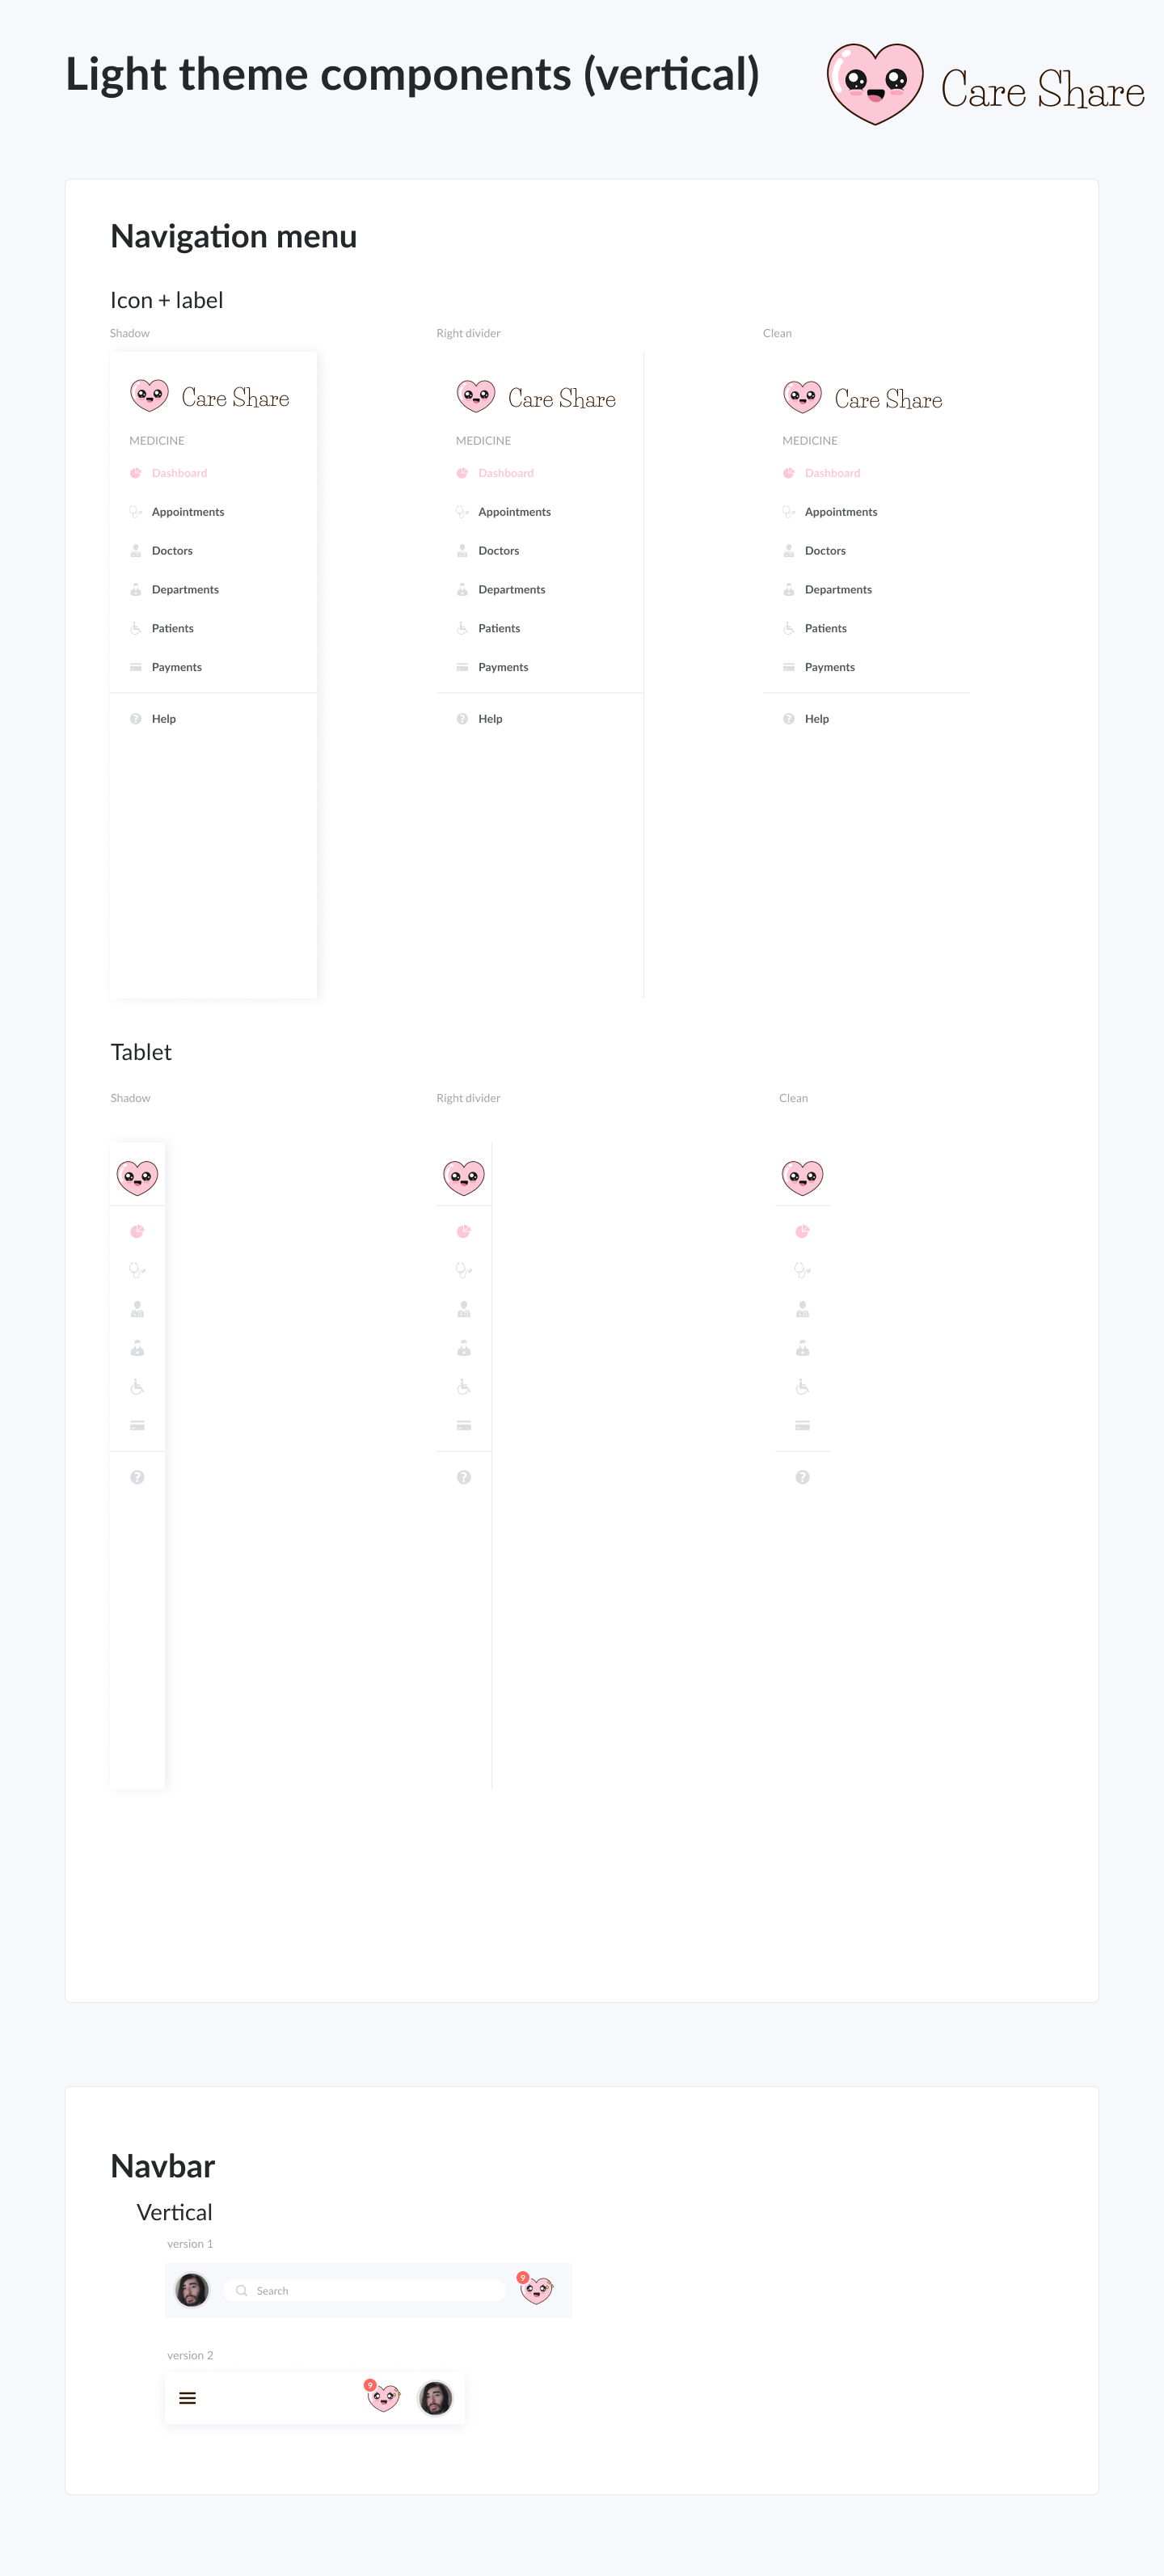 Light theme components (vertical)
Care Share
Navigation menu
Icon + label
Shadow
Care Share
MEDICINE
Dashboard
Appointments
Doctors
Departments
Patients
Payments
Help
Right divider
Care Share
MEDICINE
Dashboard
Appointments
Doctors
Departments
Patients
Payments
Help
Clean
Care Share
MEDICINE
Dashboard
Appointments
Doctors
Departments
Patients
Payments
Help
Tablet
Shadow
Right divider
Clean
Navbar
Vertical
version 1
Search
9
version 2
9